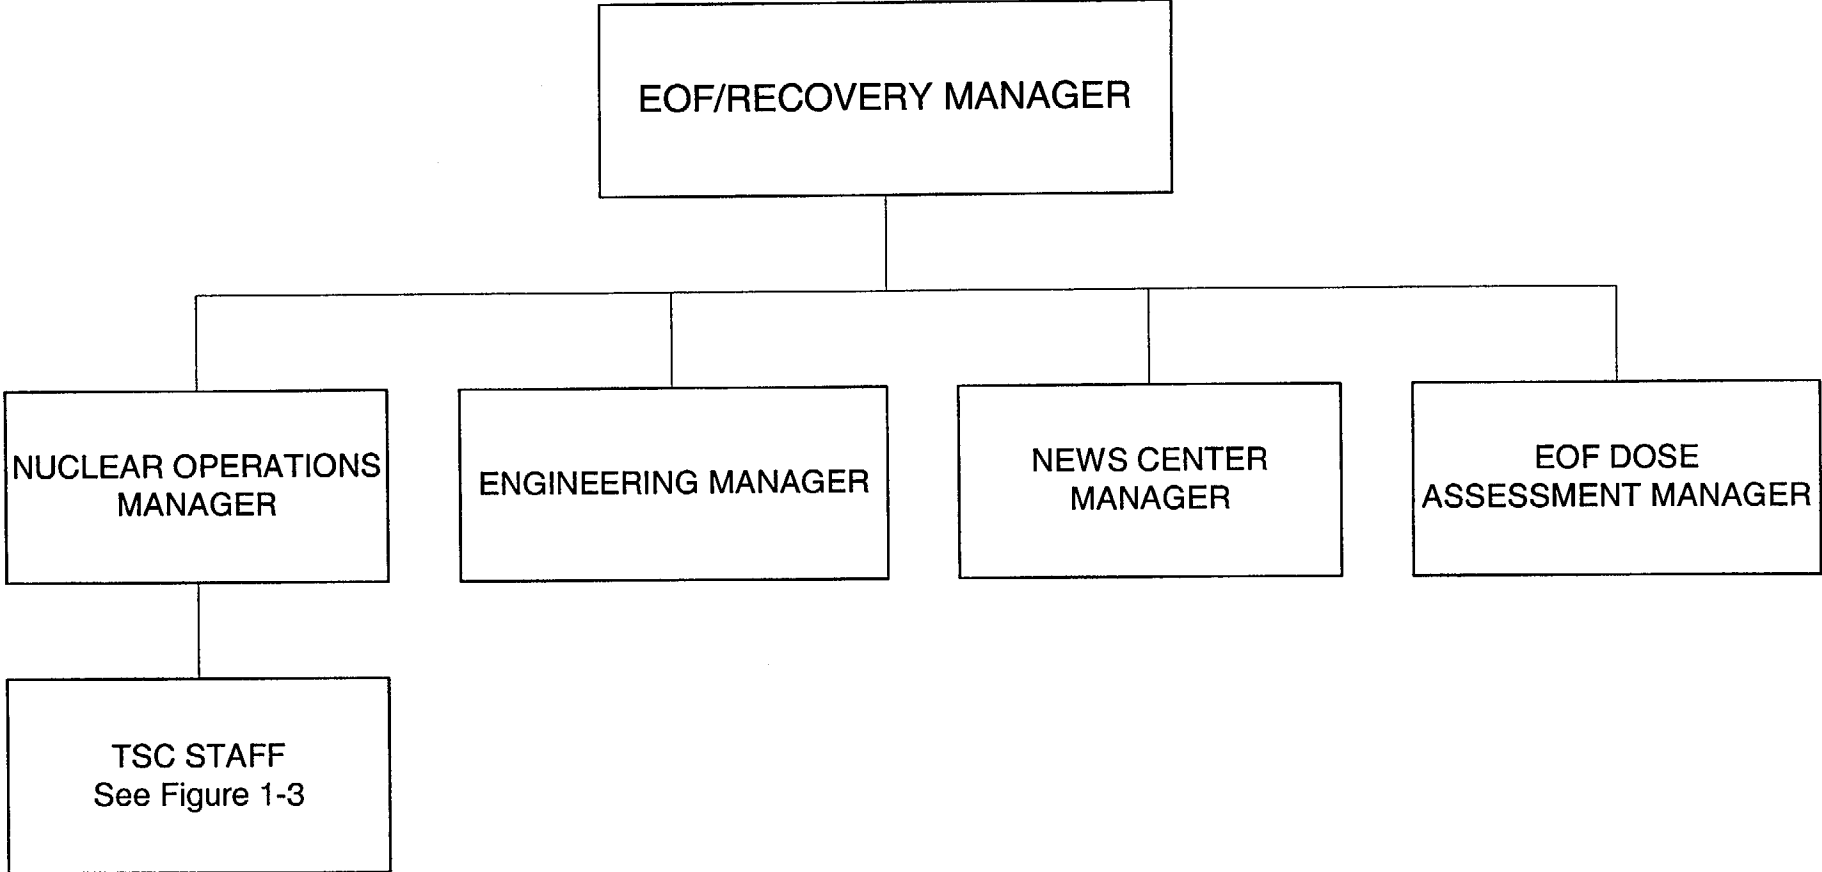 EOF/RECOVERY MANAGER
NUCLEAR OPERATIONS
MANAGER
ENGINEERING MANAGER
NEWS CENTER
MANAGER
EOF DOSE
ASSESSMENT MANAGER
TSC STAFF
See Figure 1-3